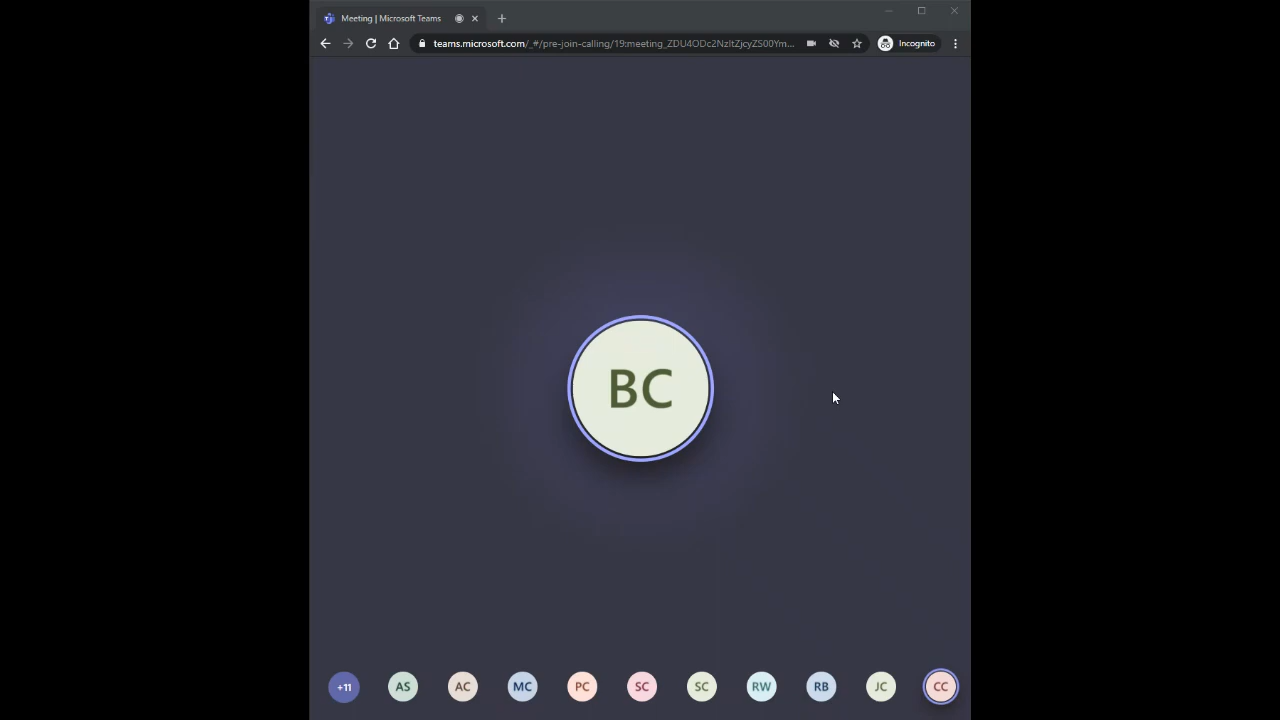 Meeting | Microsoft Teams
teams.microsoft.com/_#/pre-join-calling/19:meeting_ZDU4ODc2NzItZjcyZS00Ym...
Incognito
BC
+11 AS AC MC PC SC SC RW RB JC CC